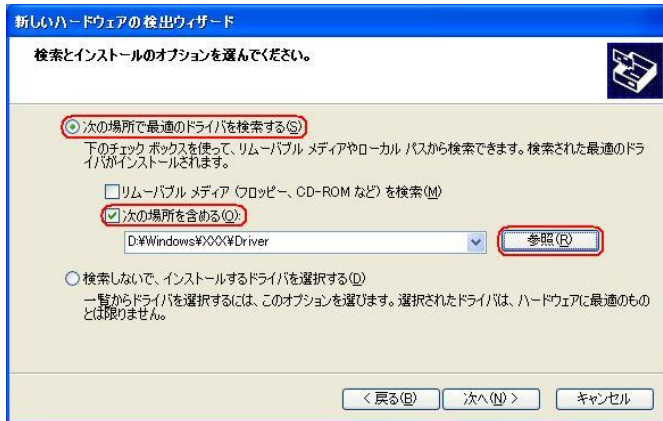 新しいハードウェアの検出ウィザード
検索とインストールのオプションを選んでください。
次の場所で最適のドライバを検索する(S)
下のチェック ボックスを使って、リムーバブル メディアやローカル パスから検索できます。検索された最適のドラ
イバがインストールされます。
リムーバブル メディア (フロッピー、CD-ROM など) を検索(M)
次の場所を含める(O):
D:¥Windows¥XXX¥Driver
参照(R)
検索しないで、インストールするドライバを選択する(D)
一覧からドライバを選択するには、このオプションを選びます。選択されたドライバは、ハードウェアに最適のもの
とは限りません。
< 戻る(B) 次へ(N) > キャンセル